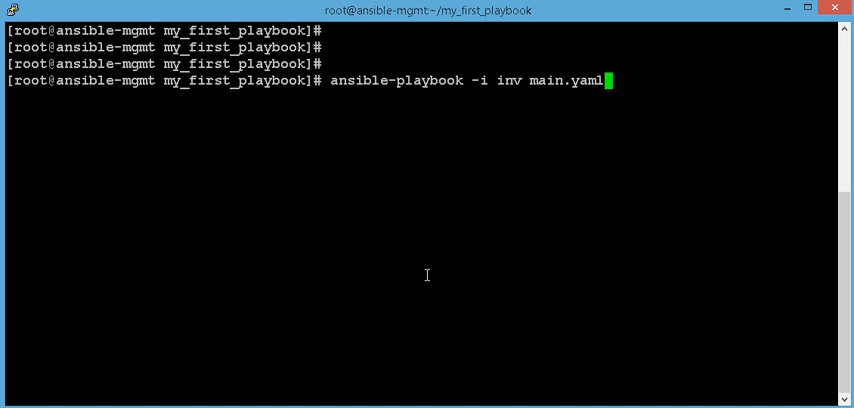 root@ansible-mgmt:~/my_first_playbook
[root@ansible-mgmt my_first_playbook]#
[root@ansible-mgmt my_first_playbook]#
[root@ansible-mgmt my_first_playbook]#
[root@ansible-mgmt my_first_playbook]# ansible-playbook -i inv main.yaml